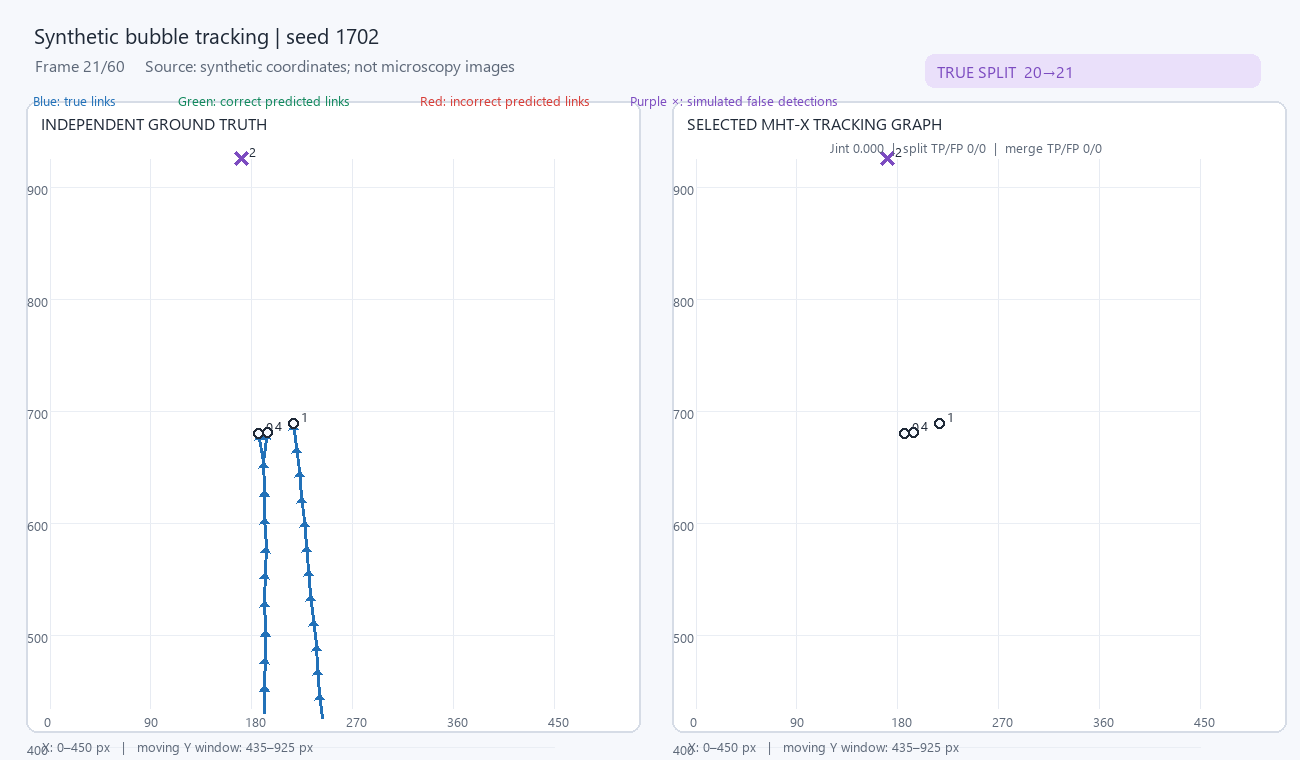 Synthetic bubble tracking | seed 1702
Frame 21/60 Source: synthetic coordinates; not microscopy images
TRUE SPLIT 20→21
Blue: true links Green: correct predicted links Red: incorrect predicted links Purple ×: simulated false detections
INDEPENDENT GROUND TRUTH
2
900
800
700
600
500
400
1
0 4
0 90 180 270 360 450
X: 0–450 px | moving Y window: 435–925 px
SELECTED MHT-X TRACKING GRAPH
Jint 0.000 | split TP/FP 0/0 | merge TP/FP 0/0
2
900
800
700
600
500
400
1
0 4
0 90 180 270 360 450
X: 0–450 px | moving Y window: 435–925 px